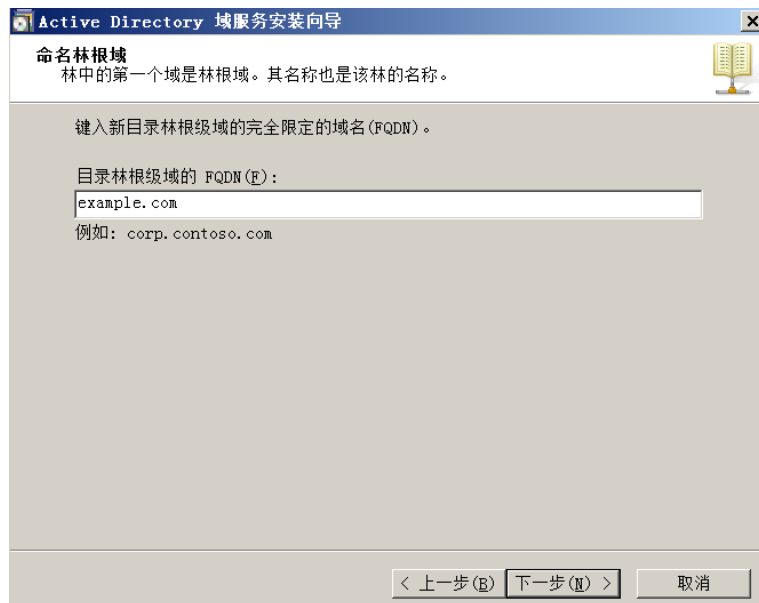 Active Directory 域服务安装向导
命名林根域
林中的第一个域是林根域。其名称也是该林的名称。
键入新目录林根级域的完全限定的域名(FQDN)。
目录林根级域的 FQDN(F):
example.com
例如: corp.contoso.com
< 上一步(B) 下一步(N) > 取消